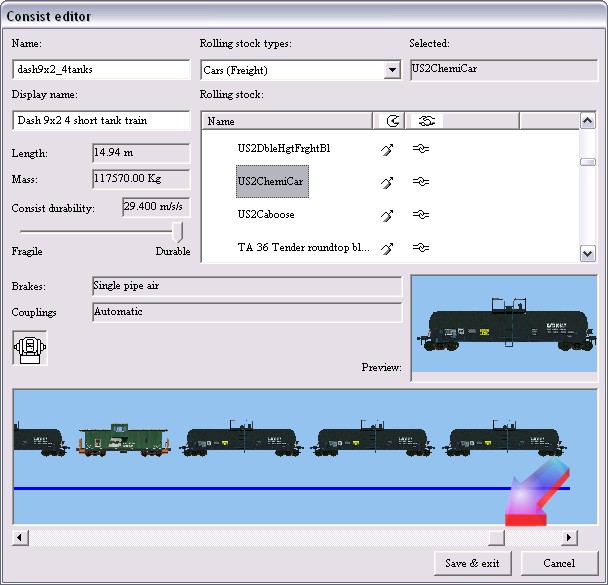 Consist editor
Name: Rolling stock types: Selected:
dash9x2_4tanks Cars (Freight) US2ChemiCar
Display name: Rolling stock:
Dash 9x2 4 short tank train Name
Length: 14.94 m US2DbleHgtFrghtBl
Mass: 117570.00 Kg US2ChemiCar
Consist durability: 29.400 m/s/s US2Caboose
Fragile Durable TA 36 Tender roundtop bl...
Brakes: Single pipe air
Couplings Automatic
Preview:
Save & exit Cancel